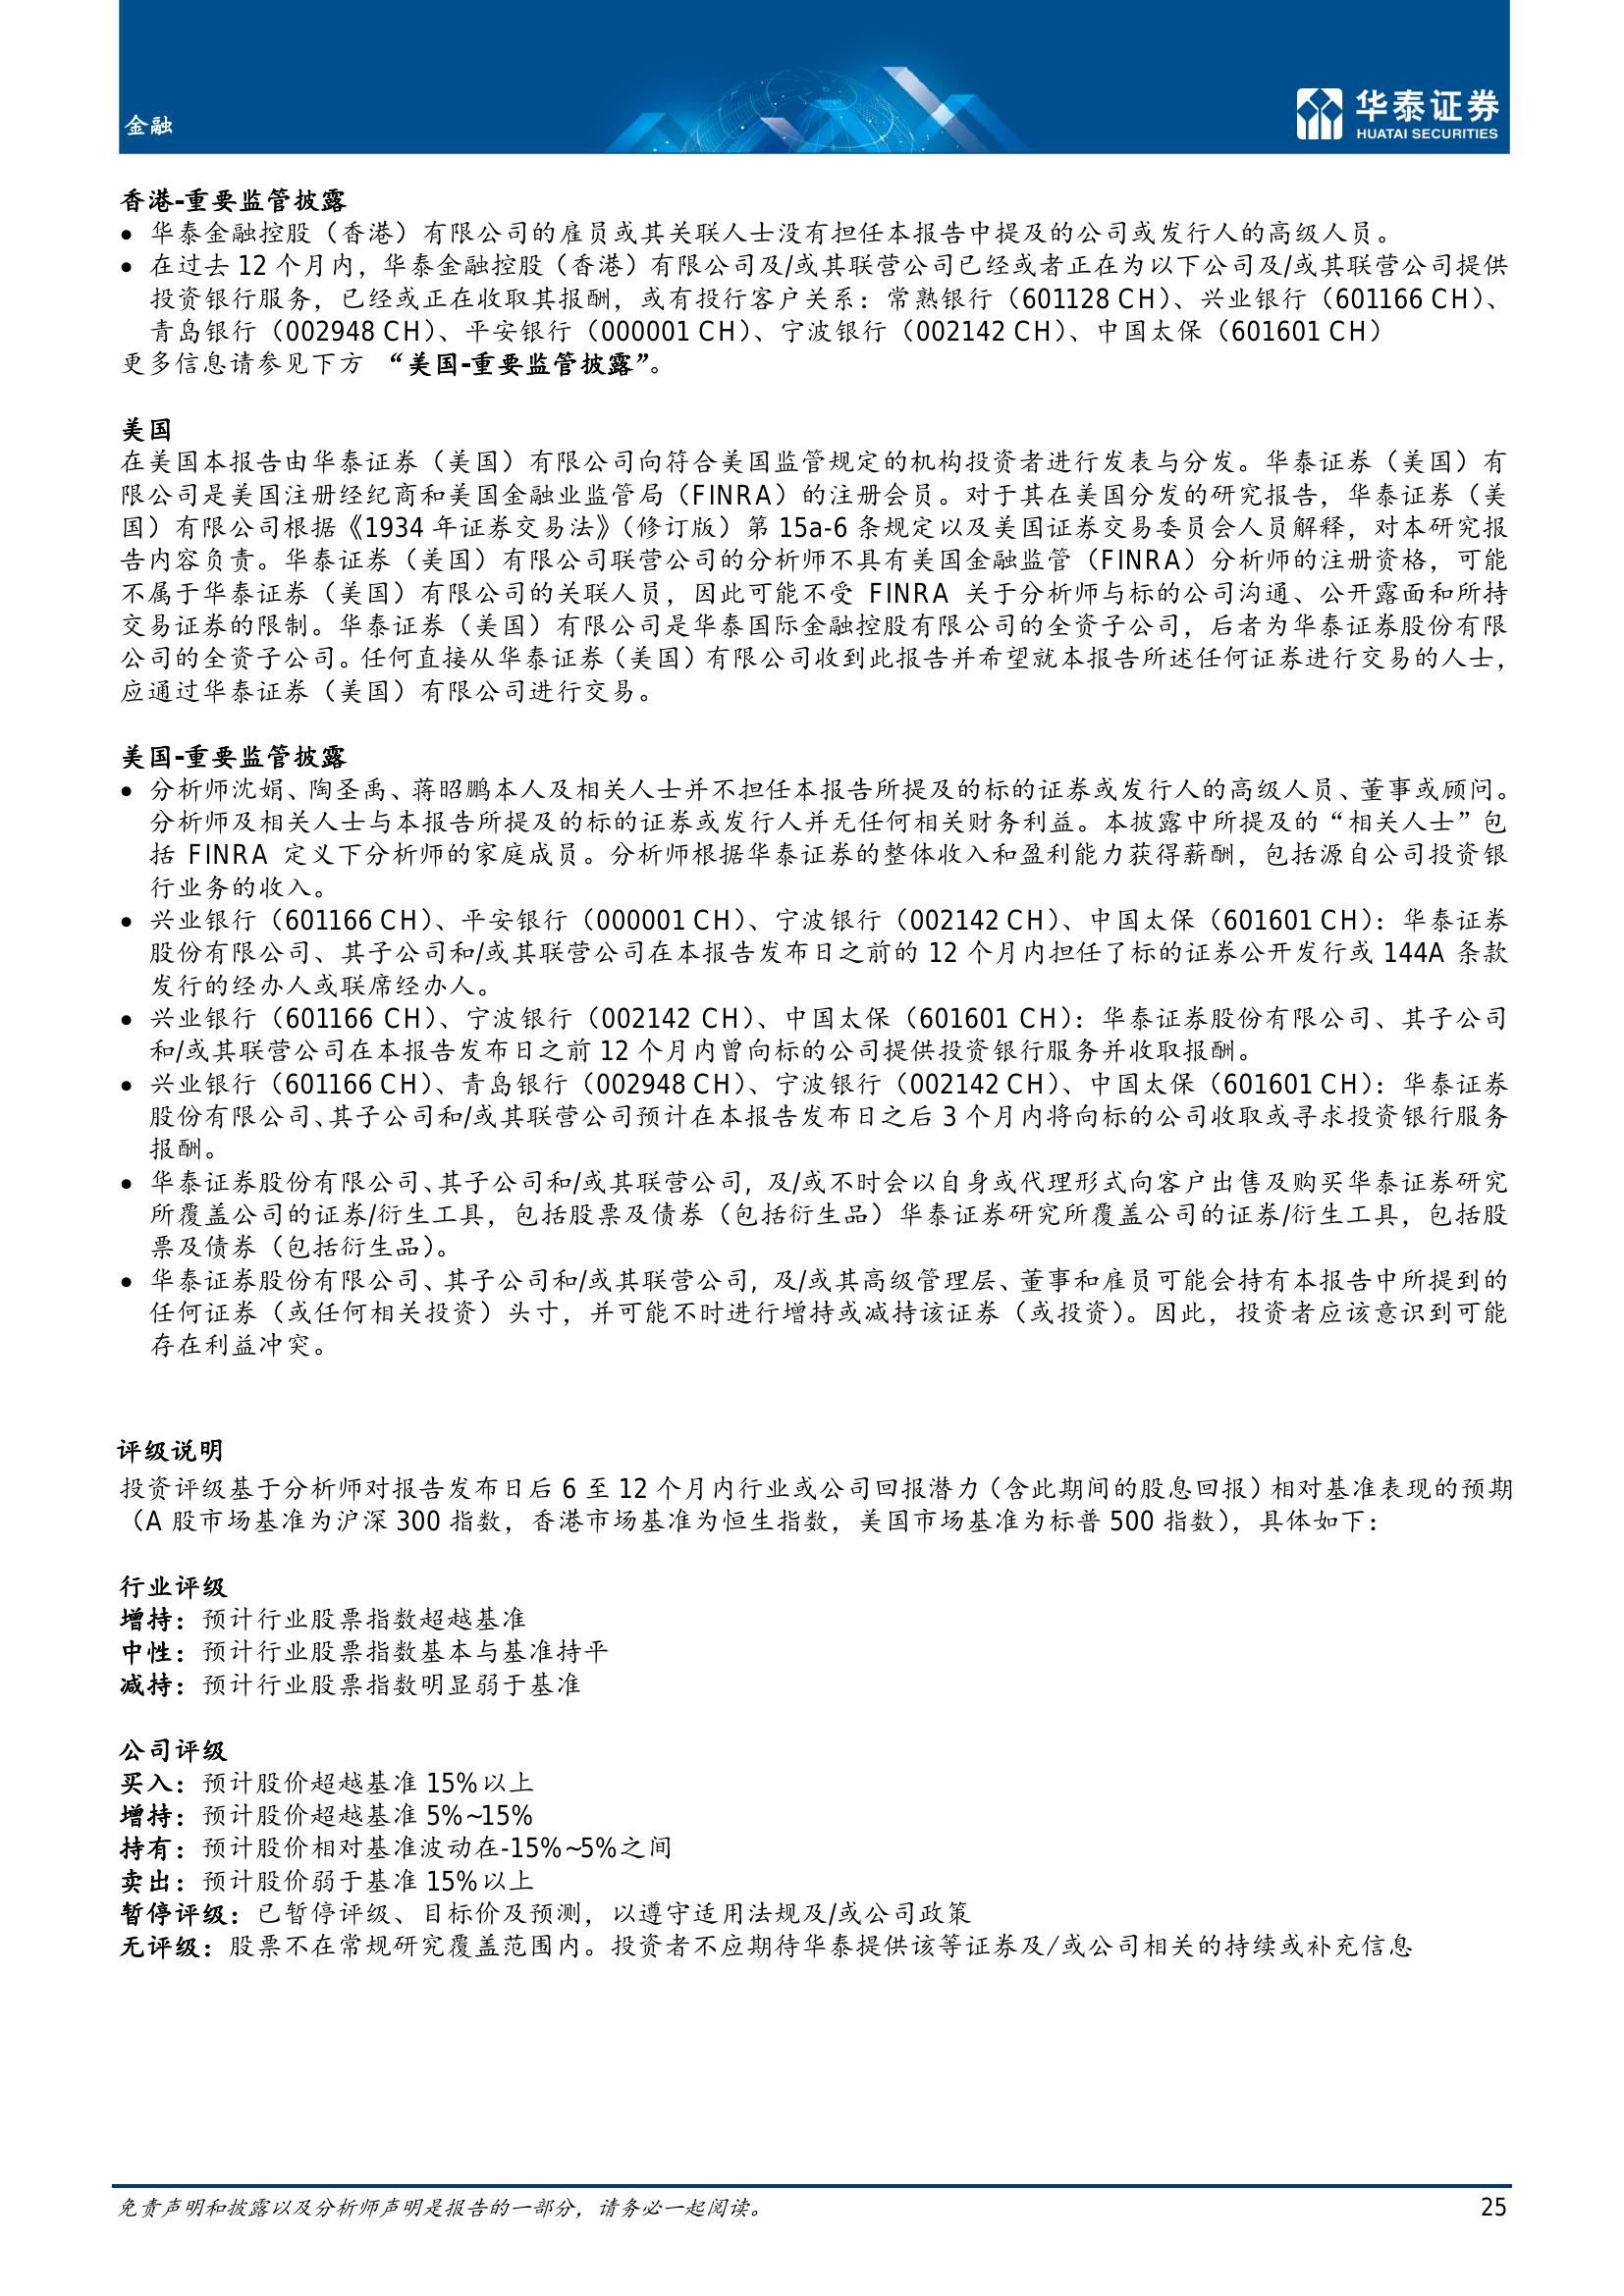 金融
华泰证券
HUATAI SECURITIES
香港-重要监管披露
● 华泰金融控股（香港）有限公司的雇员或其关联人士没有担任本报告中提及的公司或发行人的高级人员。
● 在过去 12 个月内，华泰金融控股（香港）有限公司及/或其联营公司已经或者正在为以下公司及/或其联营公司提供
投资银行服务，已经或正在收取其报酬，或有投行客户关系：常熟银行（601128 CH）、兴业银行（601166 CH）、
青岛银行（002948 CH）、平安银行（000001 CH）、宁波银行（002142 CH）、中国太保（601601 CH）
更多信息请参见下方 “美国-重要监管披露”。
美国
在美国本报告由华泰证券（美国）有限公司向符合美国监管规定的机构投资者进行发表与分发。华泰证券（美国）有
限公司是美国注册经纪商和美国金融业监管局（FINRA）的注册会员。对于其在美国分发的研究报告，华泰证券（美
国）有限公司根据《1934 年证券交易法》（修订版）第 15a-6 条规定以及美国证券交易委员会人员解释，对本研究报
告内容负责。华泰证券（美国）有限公司联营公司的分析师不具有美国金融监管（FINRA）分析师的注册资格，可能
不属于华泰证券（美国）有限公司的关联人员，因此可能不受 FINRA 关于分析师与标的公司沟通、公开露面和所持
交易证券的限制。华泰证券（美国）有限公司是华泰国际金融控股有限公司的全资子公司，后者为华泰证券股份有限
公司的全资子公司。任何直接从华泰证券（美国）有限公司收到此报告并希望就本报告所述任何证券进行交易的人士，
应通过华泰证券（美国）有限公司进行交易。
美国-重要监管披露
● 分析师沈娟、陶圣禹、蒋昭鹏本人及相关人士并不担任本报告所提及的标的证券或发行人的高级人员、董事或顾问。
分析师及相关人士与本报告所提及的标的证券或发行人并无任何相关财务利益。本披露中所提及的“相关人士”包
括 FINRA 定义下分析师的家庭成员。分析师根据华泰证券的整体收入和盈利能力获得薪酬，包括源自公司投资银
行业务的收入。
● 兴业银行（601166 CH）、平安银行（000001 CH）、宁波银行（002142 CH）、中国太保（601601 CH）：华泰证券
股份有限公司、其子公司和/或其联营公司在本报告发布日之前的 12 个月内担任了标的证券公开发行或 144A 条款
发行的经办人或联席经办人。
● 兴业银行（601166 CH）、宁波银行（002142 CH）、中国太保（601601 CH）：华泰证券股份有限公司、其子公司
和/或其联营公司在本报告发布日之前 12 个月内曾向标的公司提供投资银行服务并收取报酬。
● 兴业银行（601166 CH）、青岛银行（002948 CH）、宁波银行（002142 CH）、中国太保（601601 CH）：华泰证券
股份有限公司、其子公司和/或其联营公司预计在本报告发布日之后 3 个月内将向标的公司收取或寻求投资银行服务
报酬。
● 华泰证券股份有限公司、其子公司和/或其联营公司, 及/或不时会以自身或代理形式向客户出售及购买华泰证券研究
所覆盖公司的证券/衍生工具，包括股票及债券（包括衍生品）华泰证券研究所覆盖公司的证券/衍生工具，包括股
票及债券（包括衍生品）。
● 华泰证券股份有限公司、其子公司和/或其联营公司, 及/或其高级管理层、董事和雇员可能会持有本报告中所提到的
任何证券（或任何相关投资）头寸，并可能不时进行增持或减持该证券（或投资）。因此，投资者应该意识到可能
存在利益冲突。
评级说明
投资评级基于分析师对报告发布日后 6 至 12 个月内行业或公司回报潜力（含此期间的股息回报）相对基准表现的预期
（A 股市场基准为沪深 300 指数，香港市场基准为恒生指数，美国市场基准为标普 500 指数），具体如下：
行业评级
增持：预计行业股票指数超越基准
中性：预计行业股票指数基本与基准持平
减持：预计行业股票指数明显弱于基准
公司评级
买入：预计股价超越基准 15%以上
增持：预计股价超越基准 5%~15%
持有：预计股价相对基准波动在-15%~5%之间
卖出：预计股价弱于基准 15%以上
暂停评级：已暂停评级、目标价及预测，以遵守适用法规及/或公司政策
无评级：股票不在常规研究覆盖范围内。投资者不应期待华泰提供该等证券及/或公司相关的持续或补充信息
免责声明和披露以及分析师声明是报告的一部分，请务必一起阅读。
25